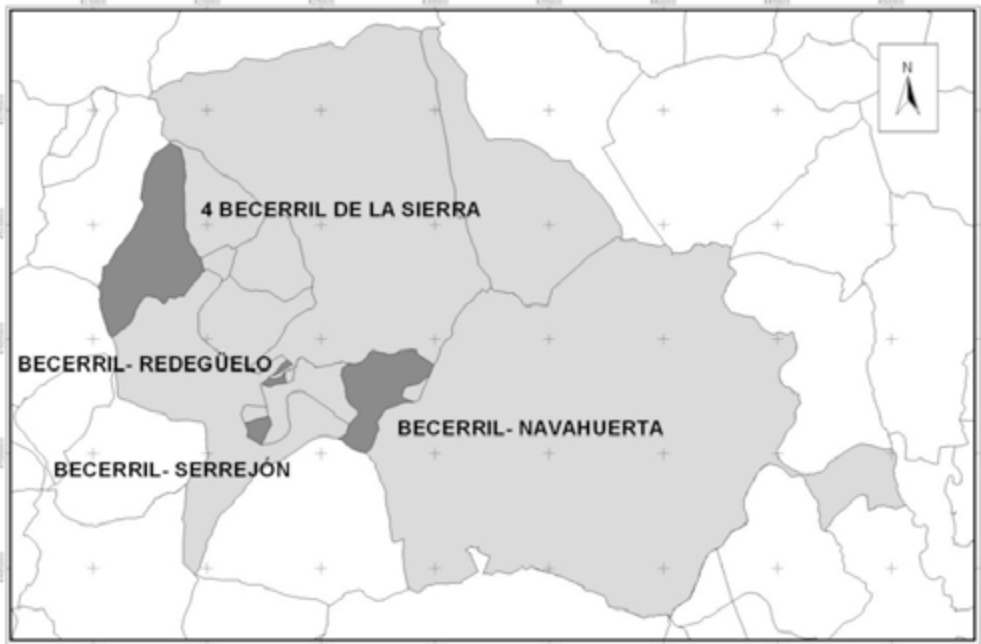 N
4 BECERRIL DE LA SIERRA
BECERRIL- REDEGÜELO
BECERRIL- NAVAHUERTA
BECERRIL- SERREJÓN